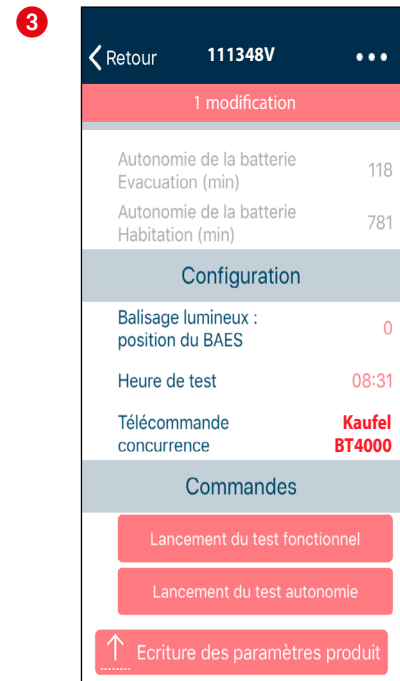 3
Retour 111348V •••
1 modification
Autonomie de la batterie
Evacuation (min) 118
Autonomie de la batterie
Habitation (min) 781
Configuration
Balisage lumineux :
position du BAES 0
Heure de test 08:31
Télécommande Kaufel
concurrence BT4000
Commandes
Lancement du test fonctionnel
Lancement du test autonomie
Ecriture des paramètres produit